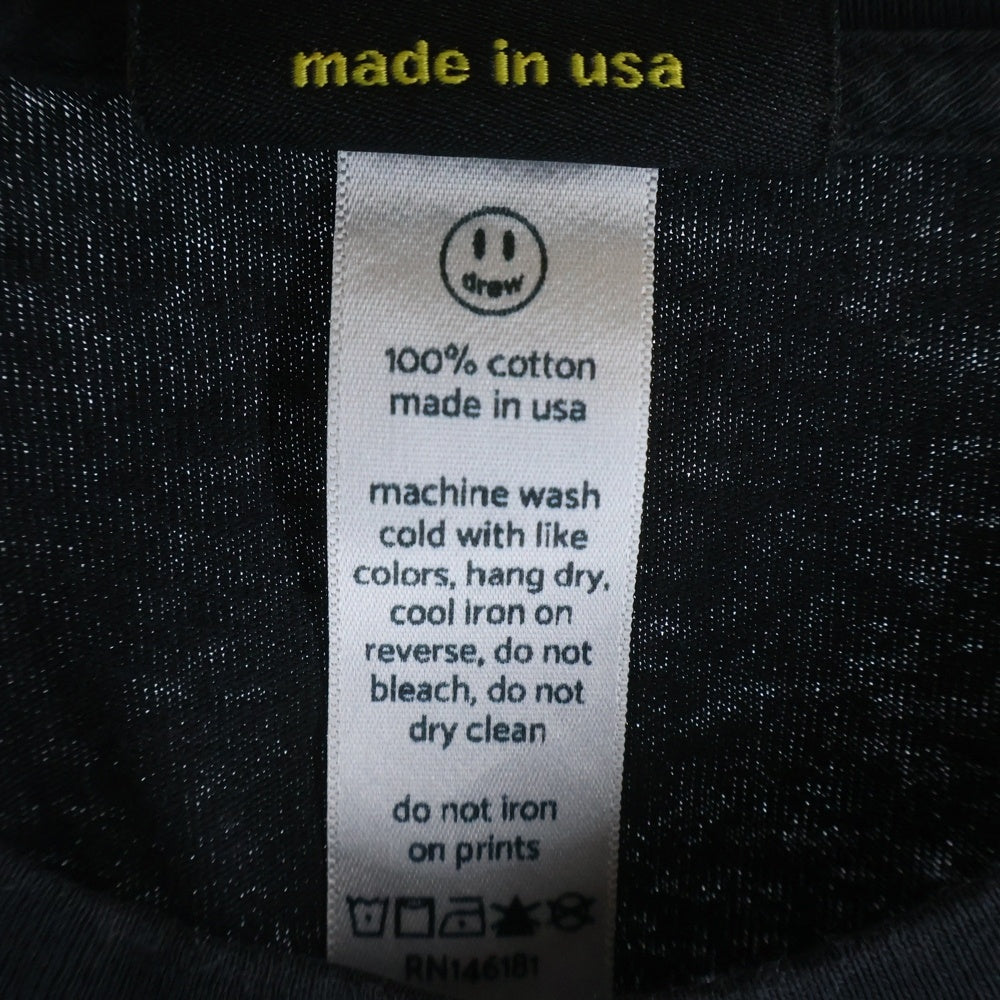 made in usa
drew
100% cotton
made in usa
machine wash
cold with like
colors, hang dry,
cool iron on
reverse, do not
bleach, do not
dry clean
do not iron
on prints
RN146181